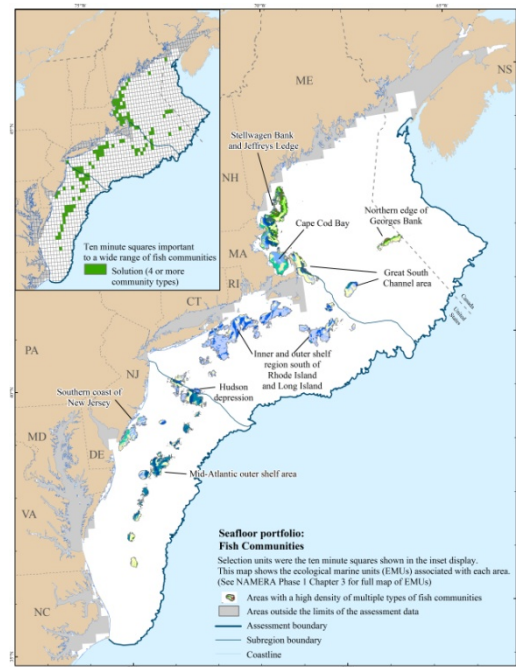 75°W
70°W
NS
ME
Stellwagen Bank
and Jeffreys Ledge
NH
Northern edge of
Georges Bank
Cape Cod Bay
MA
Great South
Channel area
RI
CT
Canada
United States
Ten minute squares important
to a wide range of fish communities
Solution (4 or more
community types)
PA
Inner and outer shelf
region south of
Rhode Island
and Long Island
NJ
Southern coast of
New Jersey
Hudson
depression
MD
DE
Mid-Atlantic outer shelf area
VA
NC
Seafloor portfolio:
Fish Communities
Selection units were the ten minute squares shown in the inset display.
This map shows the ecological marine units (EMUs) associated with each area.
(See NAMERA Phase 1 Chapter 3 for full map of EMUs)
Areas with a high density of multiple types of fish communities
Areas outside the limits of the assessment data
Assessment boundary
Subregion boundary
Coastline